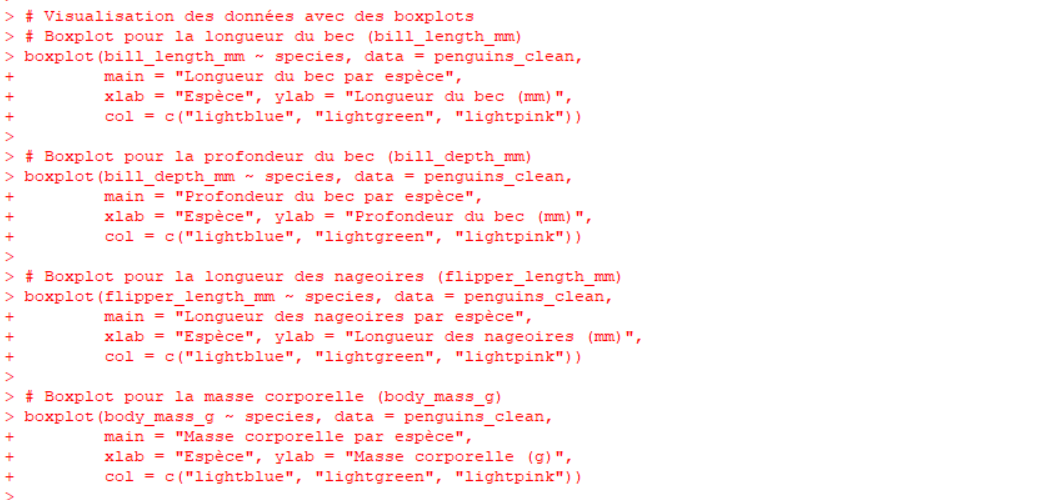 > # Visualisation des données avec des boxplots
> # Boxplot pour la longueur du bec (bill_length_mm)
> boxplot(bill_length_mm ~ species, data = penguins_clean,
+         main = "Longueur du bec par espèce",
+         xlab = "Espèce", ylab = "Longueur du bec (mm)",
+         col = c("lightblue", "lightgreen", "lightpink"))
>
> # Boxplot pour la profondeur du bec (bill_depth_mm)
> boxplot(bill_depth_mm ~ species, data = penguins_clean,
+         main = "Profondeur du bec par espèce",
+         xlab = "Espèce", ylab = "Profondeur du bec (mm)",
+         col = c("lightblue", "lightgreen", "lightpink"))
>
> # Boxplot pour la longueur des nageoires (flipper_length_mm)
> boxplot(flipper_length_mm ~ species, data = penguins_clean,
+         main = "Longueur des nageoires par espèce",
+         xlab = "Espèce", ylab = "Longueur des nageoires (mm)",
+         col = c("lightblue", "lightgreen", "lightpink"))
>
> # Boxplot pour la masse corporelle (body_mass_g)
> boxplot(body_mass_g ~ species, data = penguins_clean,
+         main = "Masse corporelle par espèce",
+         xlab = "Espèce", ylab = "Masse corporelle (g)",
+         col = c("lightblue", "lightgreen", "lightpink"))
>